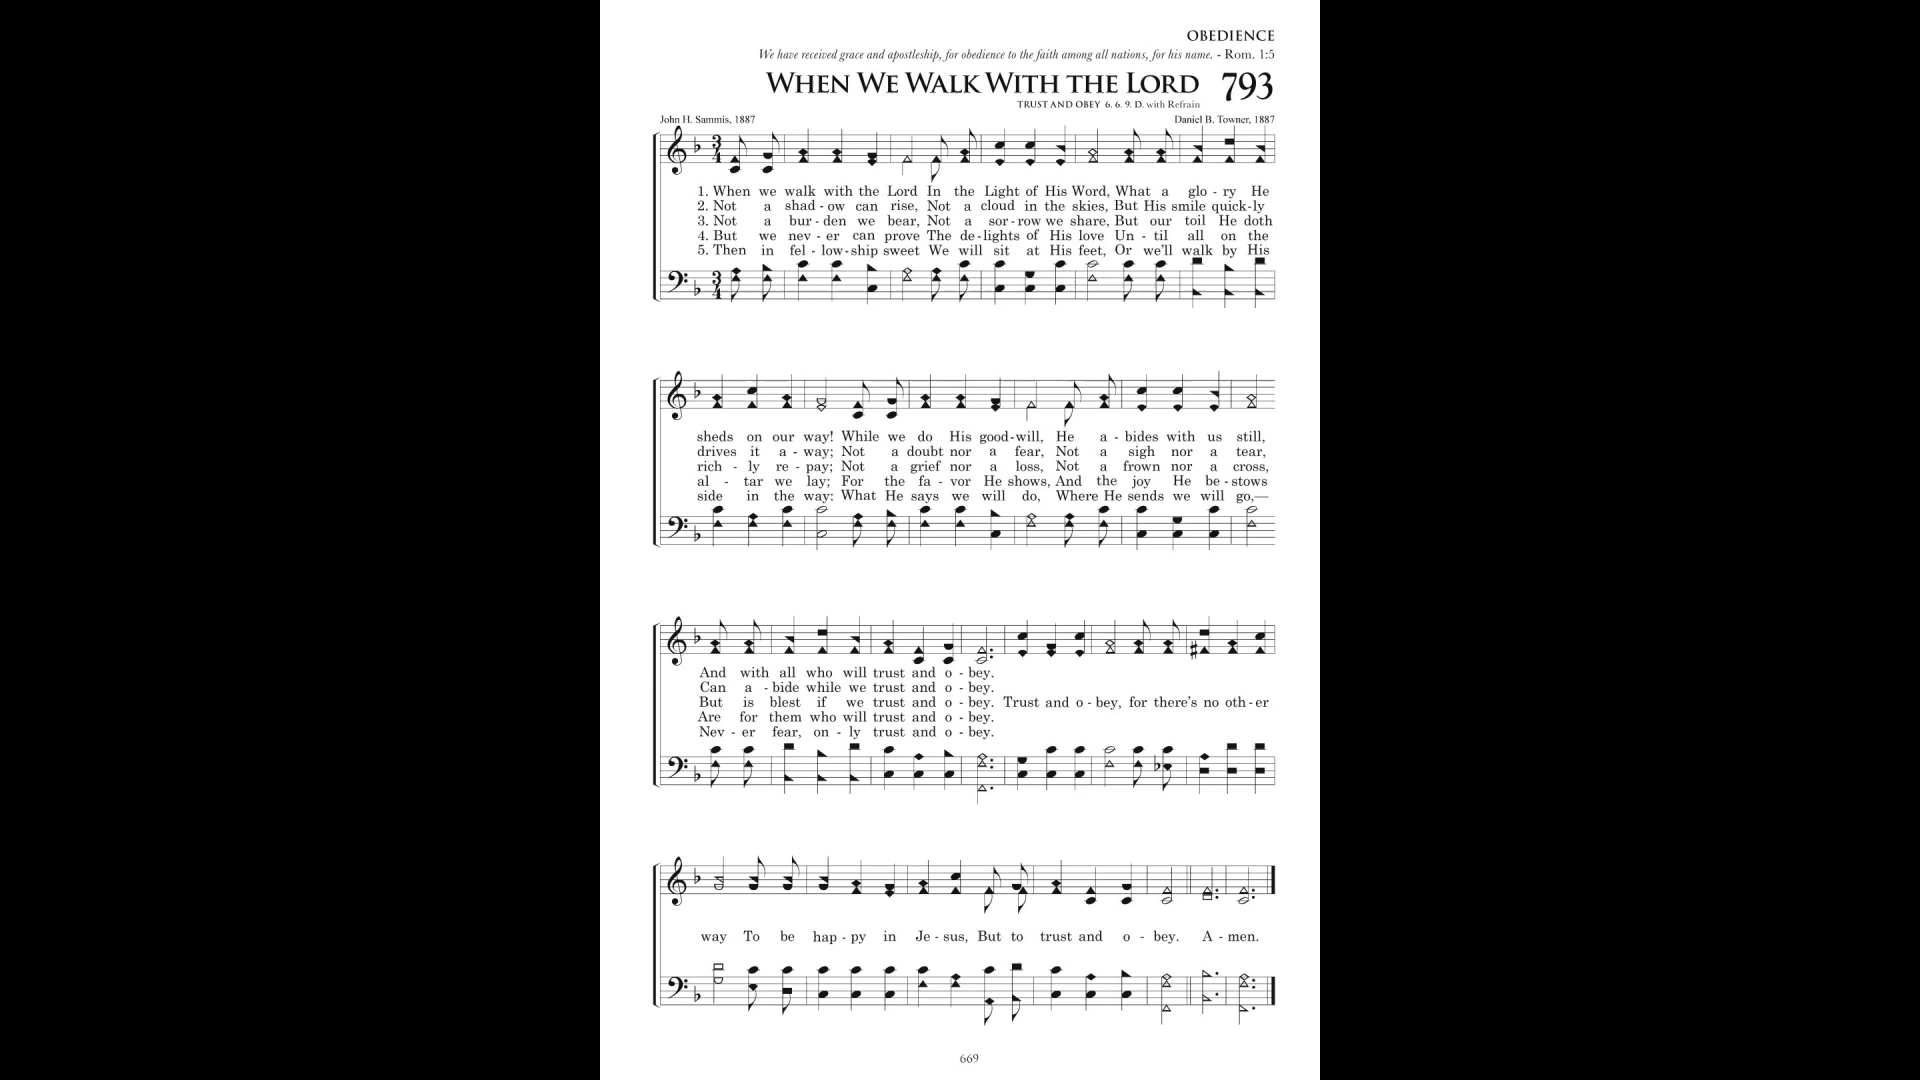 OBEDIENCE
We have received grace and apostleship, for obedience to the faith among all nations, for his name. - Rom. 1:5
WHEN WE WALK WITH THE LORD 793
TRUST AND OBEY 6. 6. 9. D. with Refrain
John H. Sammis, 1887 Daniel B. Towner, 1887
3 4
1. When we walk with the Lord In the Light of His Word, What a glo - ry He
2. Not a shad - ow can rise, Not a cloud in the skies, But His smile quick-ly
3. Not a bur - den we bear, Not a sor - row we share, But our toil He doth
4. But we nev - er can prove The de - lights of His love Un - til all on the
5. Then in fel - low-ship sweet We will sit at His feet, Or we'll walk by His
3 4
sheds on our way! While we do His good-will, He a - bides with us still,
drives it a - way; Not a doubt nor a fear, Not a sigh nor a tear,
rich - ly re - pay; Not a grief nor a loss, Not a frown nor a cross,
al - tar we lay; For the fa - vor He shows, And the joy He be - stows
side in the way: What He says we will do, Where He sends we will go,—
And with all who will trust and o - bey.
Can a - bide while we trust and o - bey.
But is blest if we trust and o - bey. Trust and o - bey, for there's no oth - er
Are for them who will trust and o - bey.
Nev - er fear, on - ly trust and o - bey.
way To be hap - py in Je - sus, But to trust and o - bey. A - men.
669